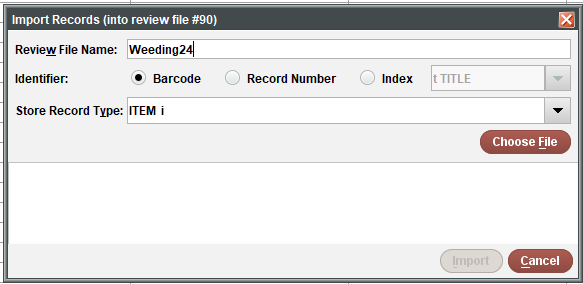 Import Records (into review file #90)
Review File Name: Weeding24
Identifier: Barcode Record Number Index t TITLE
Store Record Type: ITEM i
Choose File
Import Cancel